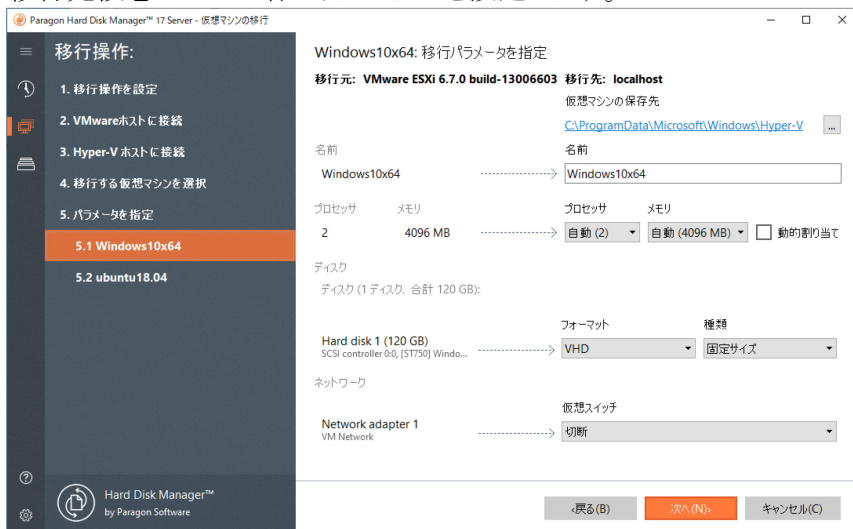 Paragon Hard Disk Manager™ 17 Server - 仮想マシンの移行
移行操作:
1. 移行操作を設定
2. VMwareホストに接続
3. Hyper-V ホストに接続
4. 移行する仮想マシンを選択
5. パラメータを指定
5.1 Windows10x64
5.2 ubuntu18.04
Hard Disk Manager™
by Paragon Software
Windows10x64: 移行パラメータを指定
移行元: VMware ESXi 6.7.0 build-13006603 移行先: localhost
仮想マシンの保存先
C:\ProgramData\Microsoft\Windows\Hyper-V ...
名前 名前
Windows10x64 Windows10x64
プロセッサ メモリ プロセッサ メモリ
2 4096 MB 自動 (2) 自動 (4096 MB) 動的割り当て
ディスク
ディスク (1 ディスク、合計 120 GB):
フォーマット 種類
Hard disk 1 (120 GB) VHD 固定サイズ
SCSI controller 0:0, [ST750] Windo...
ネットワーク
仮想スイッチ
Network adapter 1 切断
VM Network
‹戻る(B) 次へ(N)› キャンセル(C)